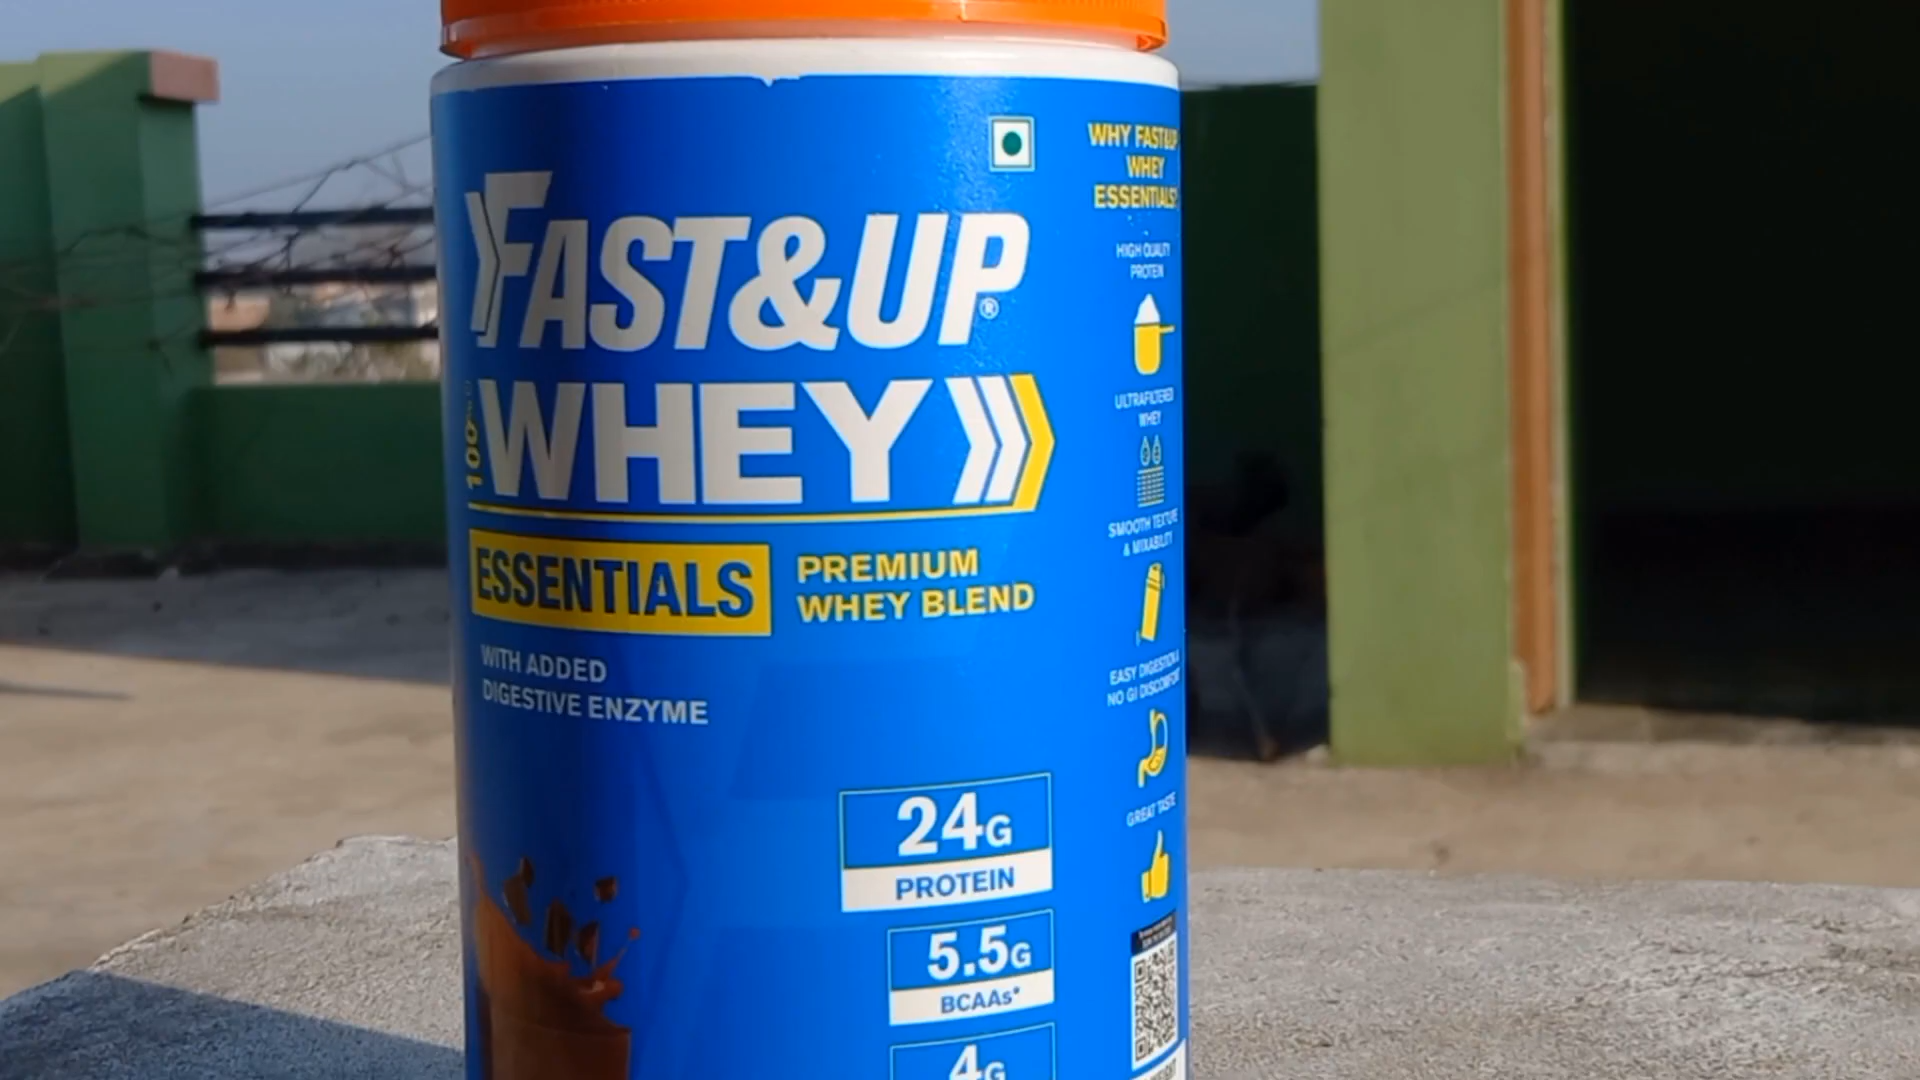 FAST&UP®
100%
WHEY
ESSENTIALS
PREMIUM
WHEY BLEND
WITH ADDED
DIGESTIVE ENZYME
24G
PROTEIN
5.5G
BCAAs*
4G
WHY FAST&UP
WHEY
ESSENTIALS?
HIGH QUALITY
PROTEIN
ULTRAFILTERED
WHEY
SMOOTH TEXTURE
& MIXABILITY
EASY DIGESTION &
NO GI DISCOMFORT
GREAT TASTE